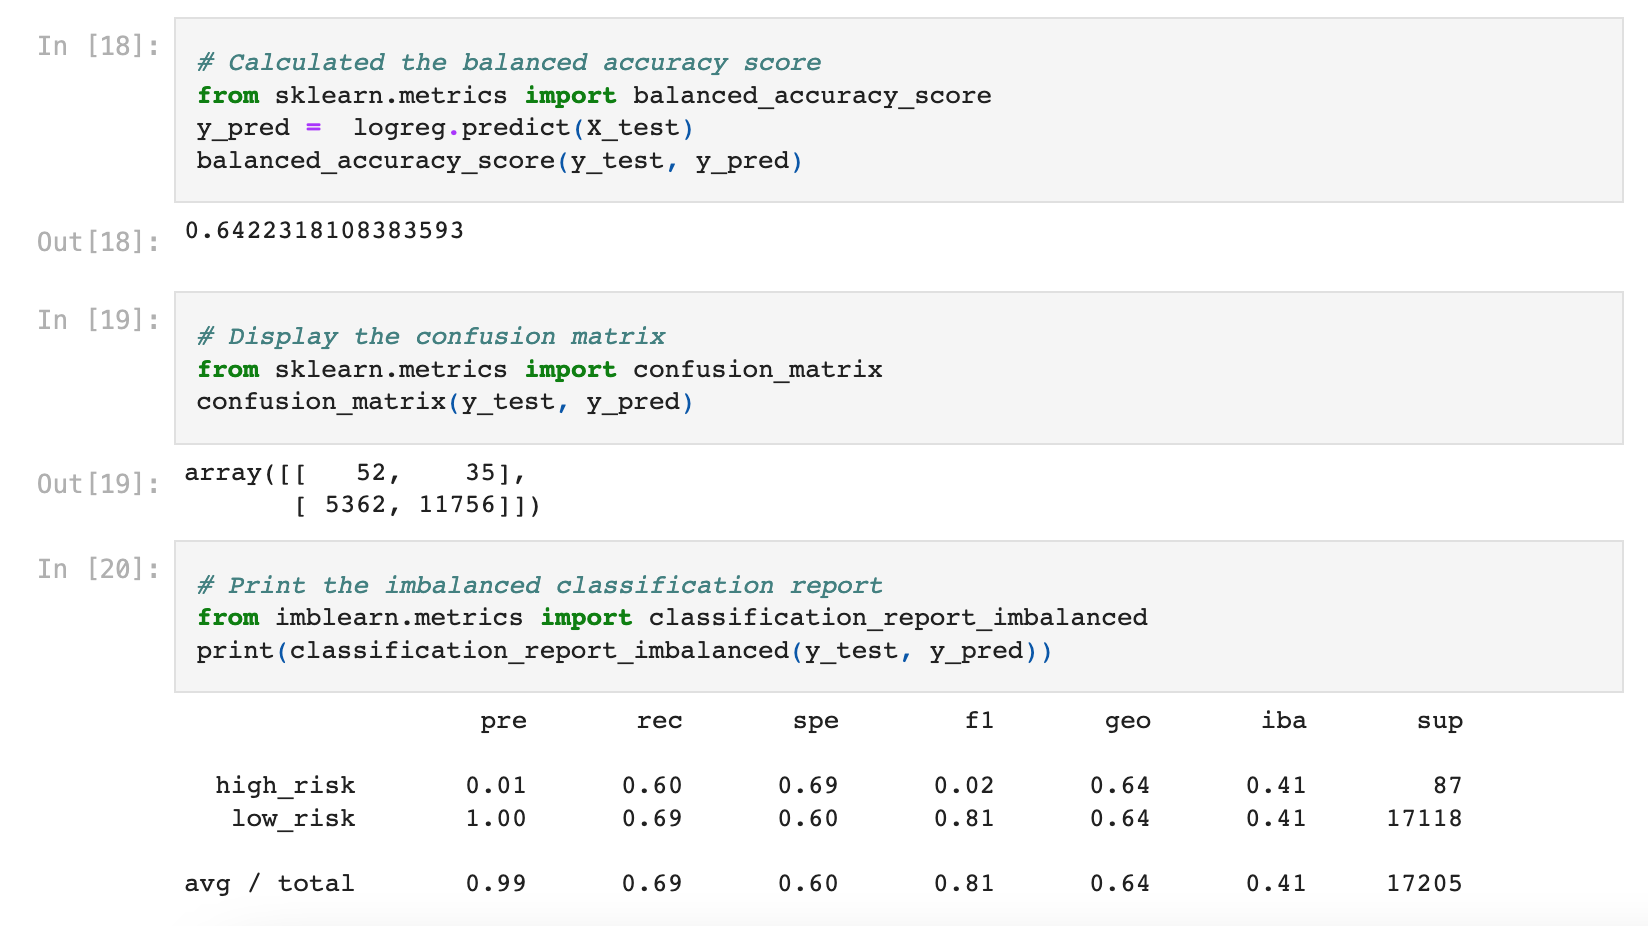 In [18]:
# Calculated the balanced accuracy score
from sklearn.metrics import balanced_accuracy_score
y_pred =  logreg.predict(X_test)
balanced_accuracy_score(y_test, y_pred)
Out[18]: 0.6422318108383593
In [19]:
# Display the confusion matrix
from sklearn.metrics import confusion_matrix
confusion_matrix(y_test, y_pred)
Out[19]: array([[   52,    35],
       [ 5362, 11756]])
In [20]:
# Print the imbalanced classification report
from imblearn.metrics import classification_report_imbalanced
print(classification_report_imbalanced(y_test, y_pred))
                   pre       rec       spe        f1       geo       iba       sup
  high_risk       0.01      0.60      0.69      0.02      0.64      0.41        87
   low_risk       1.00      0.69      0.60      0.81      0.64      0.41     17118
avg / total       0.99      0.69      0.60      0.81      0.64      0.41     17205